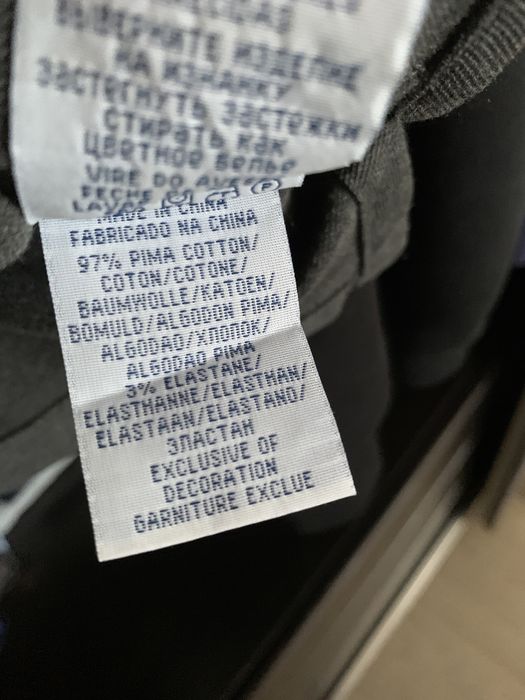 ВЫВЕРНИТЕ ИЗДЕЛИЕ
НА ИЗНАНКУ
ЗАСТЕГНУТЬ ЗАСТЕЖКИ
СТИРАТЬ КАК
ЦВЕТНОЕ БЕЛЬЕ
VIRE DO AVESSO
FECHE
MADE IN CHINA
FABRICADO NA CHINA
97% PIMA COTTON/
COTON/COTONE/
BAUMWOLLE/KATOEN/
BOMULD/ALGODON PIMA/
ALGODAO/ХЛОПОК/
ALGODAO PIMA
3% ELASTANE/
ELASTHANNE/ELASTHAN/
ELASTAAN/ELASTANO/
ЭЛАСТАН
EXCLUSIVE OF
DECORATION
GARNITURE EXCLUE